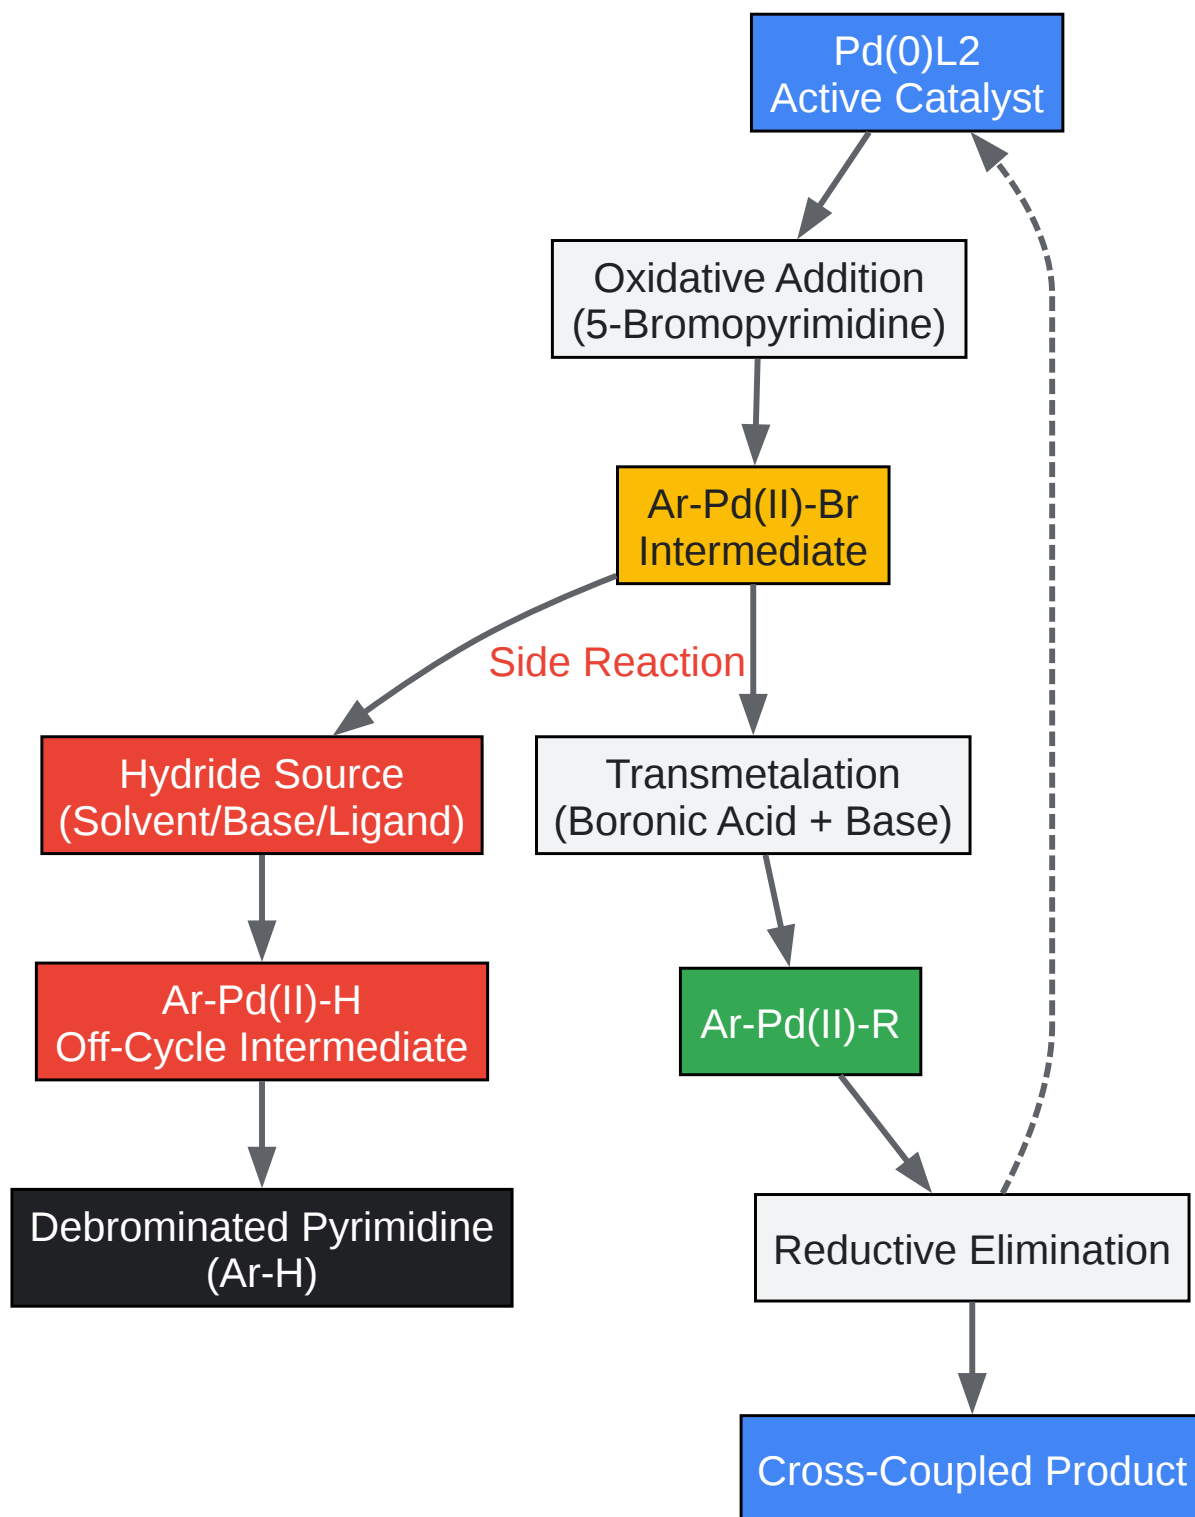 Pd(0)L2
Active Catalyst
Oxidative Addition
(5-Bromopyrimidine)
Ar-Pd(II)-Br
Intermediate
Side Reaction
Hydride Source
(Solvent/Base/Ligand)
Transmetalation
(Boronic Acid + Base)
Ar-Pd(II)-H
Off-Cycle Intermediate
Ar-Pd(II)-R
Debrominated Pyrimidine
(Ar-H)
Reductive Elimination
Cross-Coupled Product